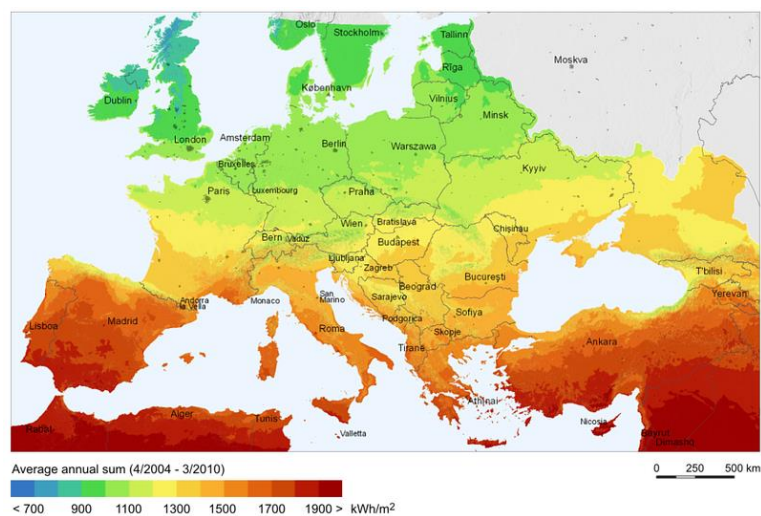 Oslo
Stockholm
Tallinn
Rīga
Moskva
København
Vilnius
Minsk
Dublin
London
Amsterdam
Berlin
Warszawa
Bruxelles
Kyyiv
Paris
Luxembourg
Praha
Wien
Bratislava
Chişinău
Bern
Vaduz
Budapest
Ljubljana
Zagreb
Andorra
la Vella
Monaco
San
Marino
Beograd
Bucureşti
T'bilisi
Sarajevo
Yerevan
Lisboa
Madrid
Roma
Podgorica
Sofiya
Skopje
Tiranë
Ankara
Athínai
Rabat
Alger
Tunis
Valletta
Nicosia
Bayrut
Dimashq
Average annual sum (4/2004 - 3/2010)
0 250 500 km
< 700 900 1100 1300 1500 1700 1900 > kWh/m²